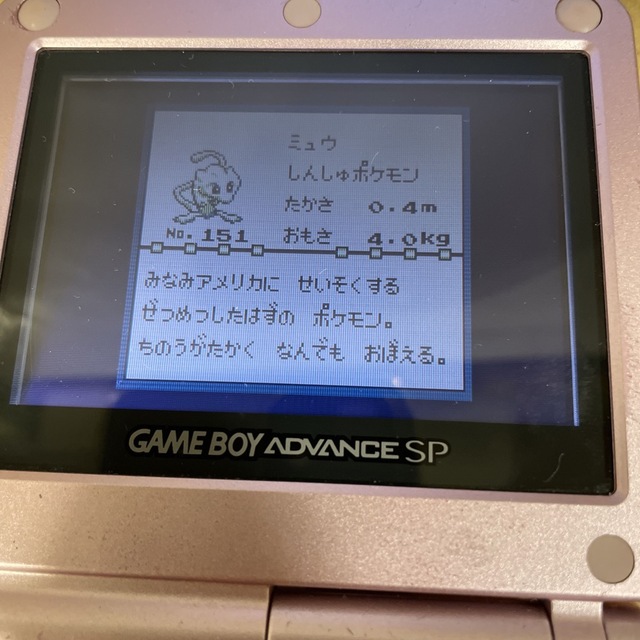 ミュウ
しんしゅポケモン
たかさ 0.4m
No.151 おもさ 4.0kg
みなみアメリカに せいそくする
ぜつめつしたはずの ポケモン。
ちのうがたかく なんでも おぼえる。
GAME BOY ADVANCE SP